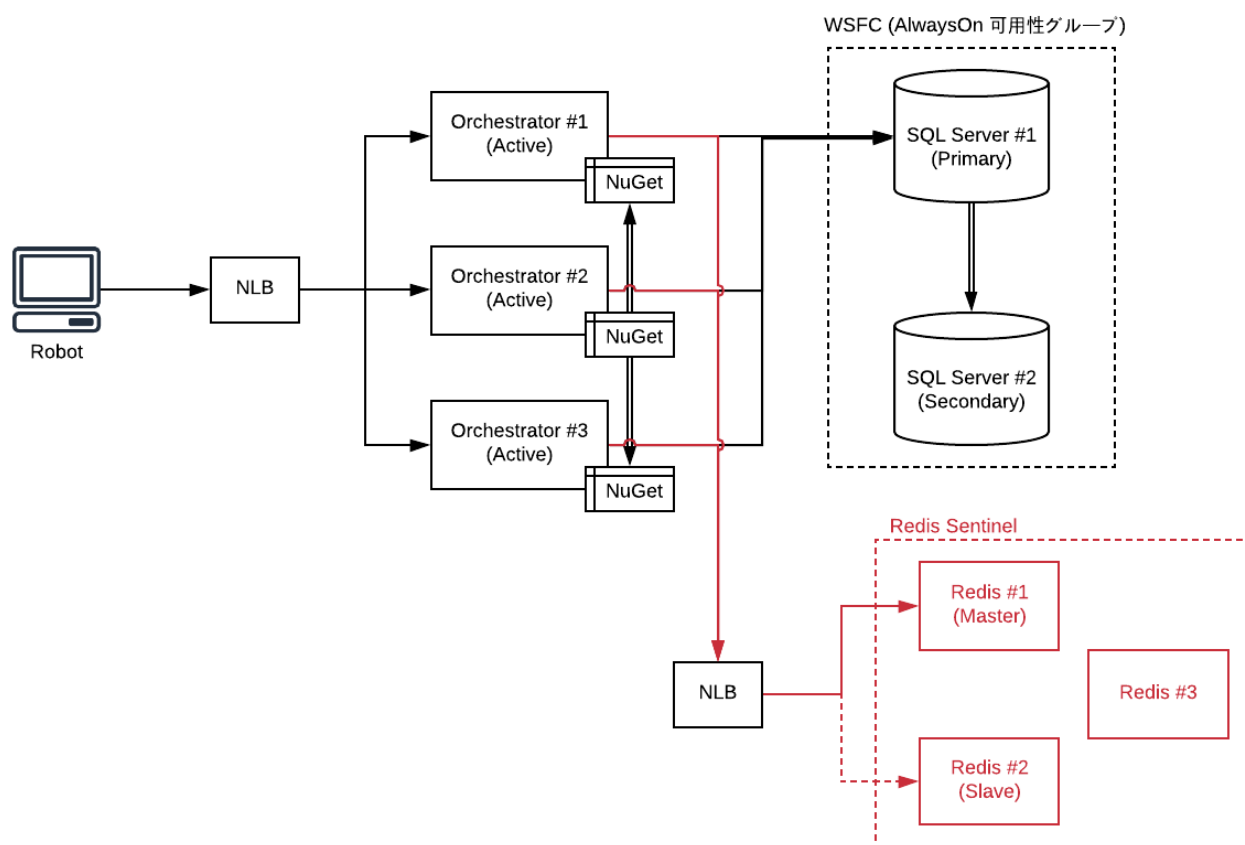 WSFC (AlwaysOn 可用性グループ)
Orchestrator #1
(Active)
NuGet
SQL Server #1
(Primary)
Robot
NLB
Orchestrator #2
(Active)
NuGet
SQL Server #2
(Secondary)
Orchestrator #3
(Active)
NuGet
Redis Sentinel
Redis #1
(Master)
NLB
Redis #3
Redis #2
(Slave)